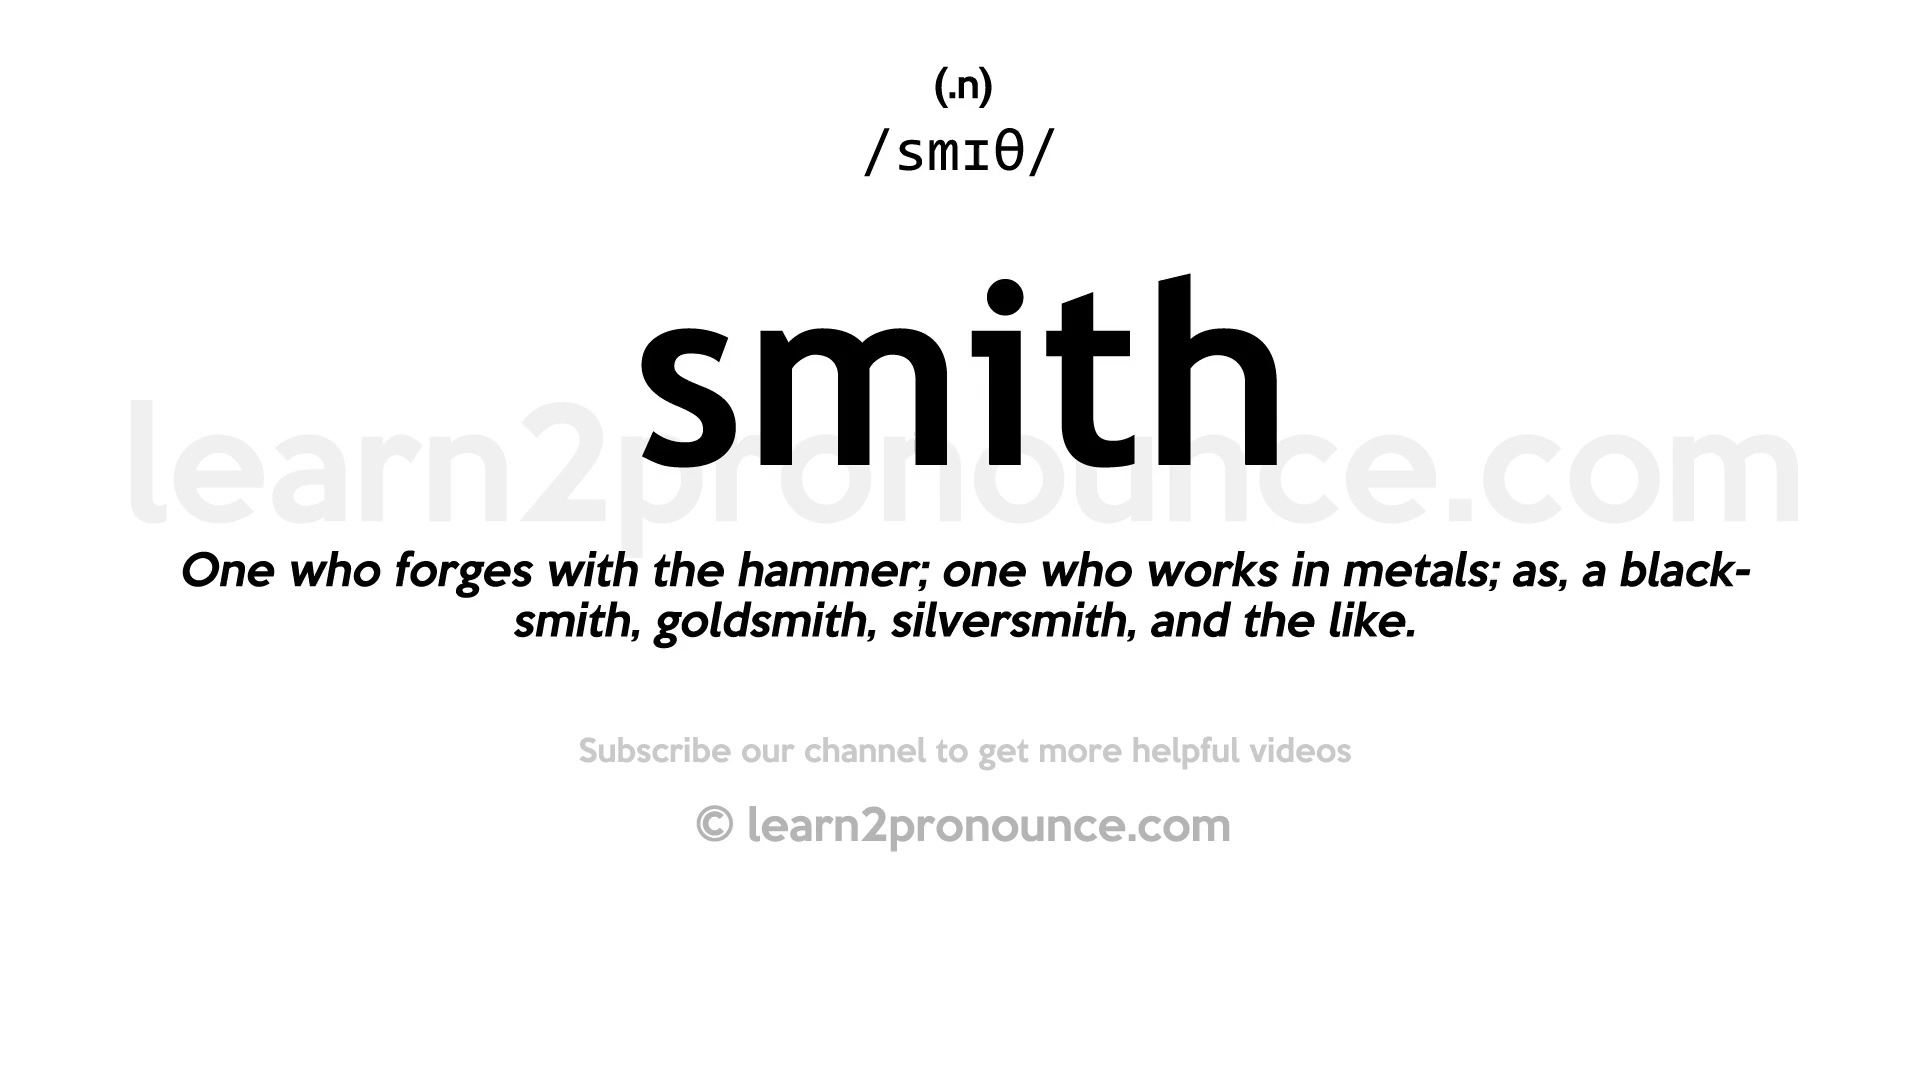 (.n)
/smɪθ/
smith
learn2pronounce.com
One who forges with the hammer; one who works in metals; as, a black-
smith, goldsmith, silversmith, and the like.
Subscribe our channel to get more helpful videos
© learn2pronounce.com